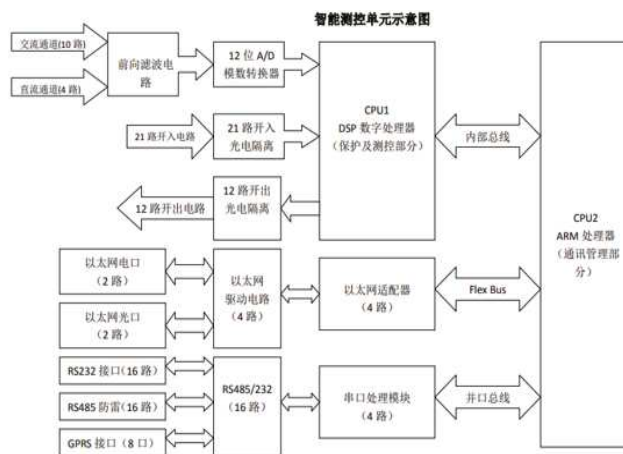 智能测控单元示意图
交流通道(10 路)
直流通道(4 路)
前向滤波电
路
12 位 A/D
模数转换器
CPU1
DSP 数字处理器
（保护及测控部分）
21 路开入电路
21 路开入
光电隔离
内部总线
12 路开出电路
12 路开出
光电隔离
CPU2
ARM 处理器
（通讯管理部
分）
以太网电口
（2 路）
以太网光口
（2 路）
以太网
驱动电路
（4 路）
以太网适配器
（4 路）
Flex Bus
RS232 接口(16 路)
RS485 防雷(16 路)
GPRS 接口（8 口）
RS485/232
（16 路）
串口处理模块
（4 路）
并口总线